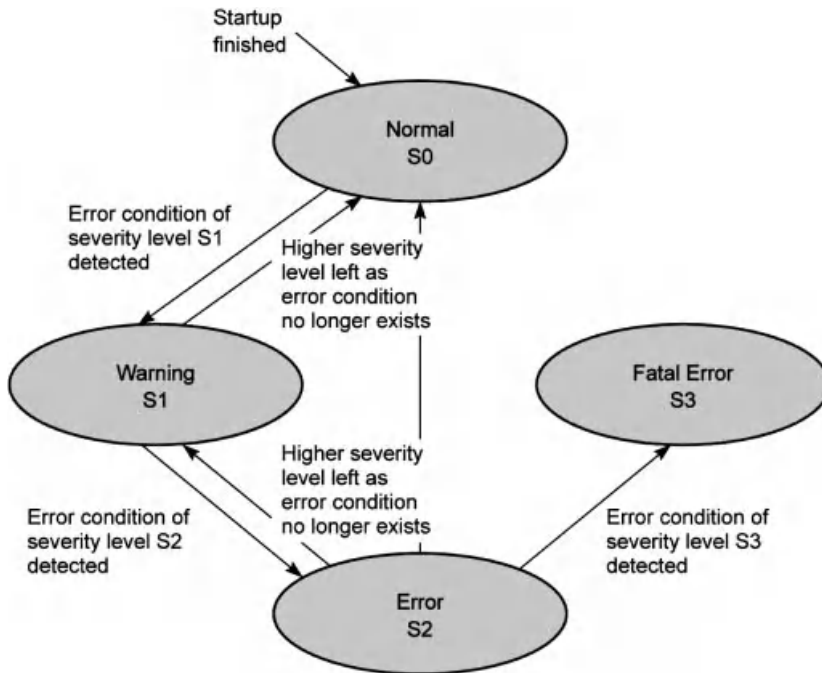 Startup
finished
Normal
S0
Error condition of
severity level S1
detected
Higher severity
level left as
error condition
no longer exists
Warning
S1
Fatal Error
S3
Higher severity
level left as
error condition
no longer exists
Error condition of
severity level S2
detected
Error condition of
severity level S3
detected
Error
S2